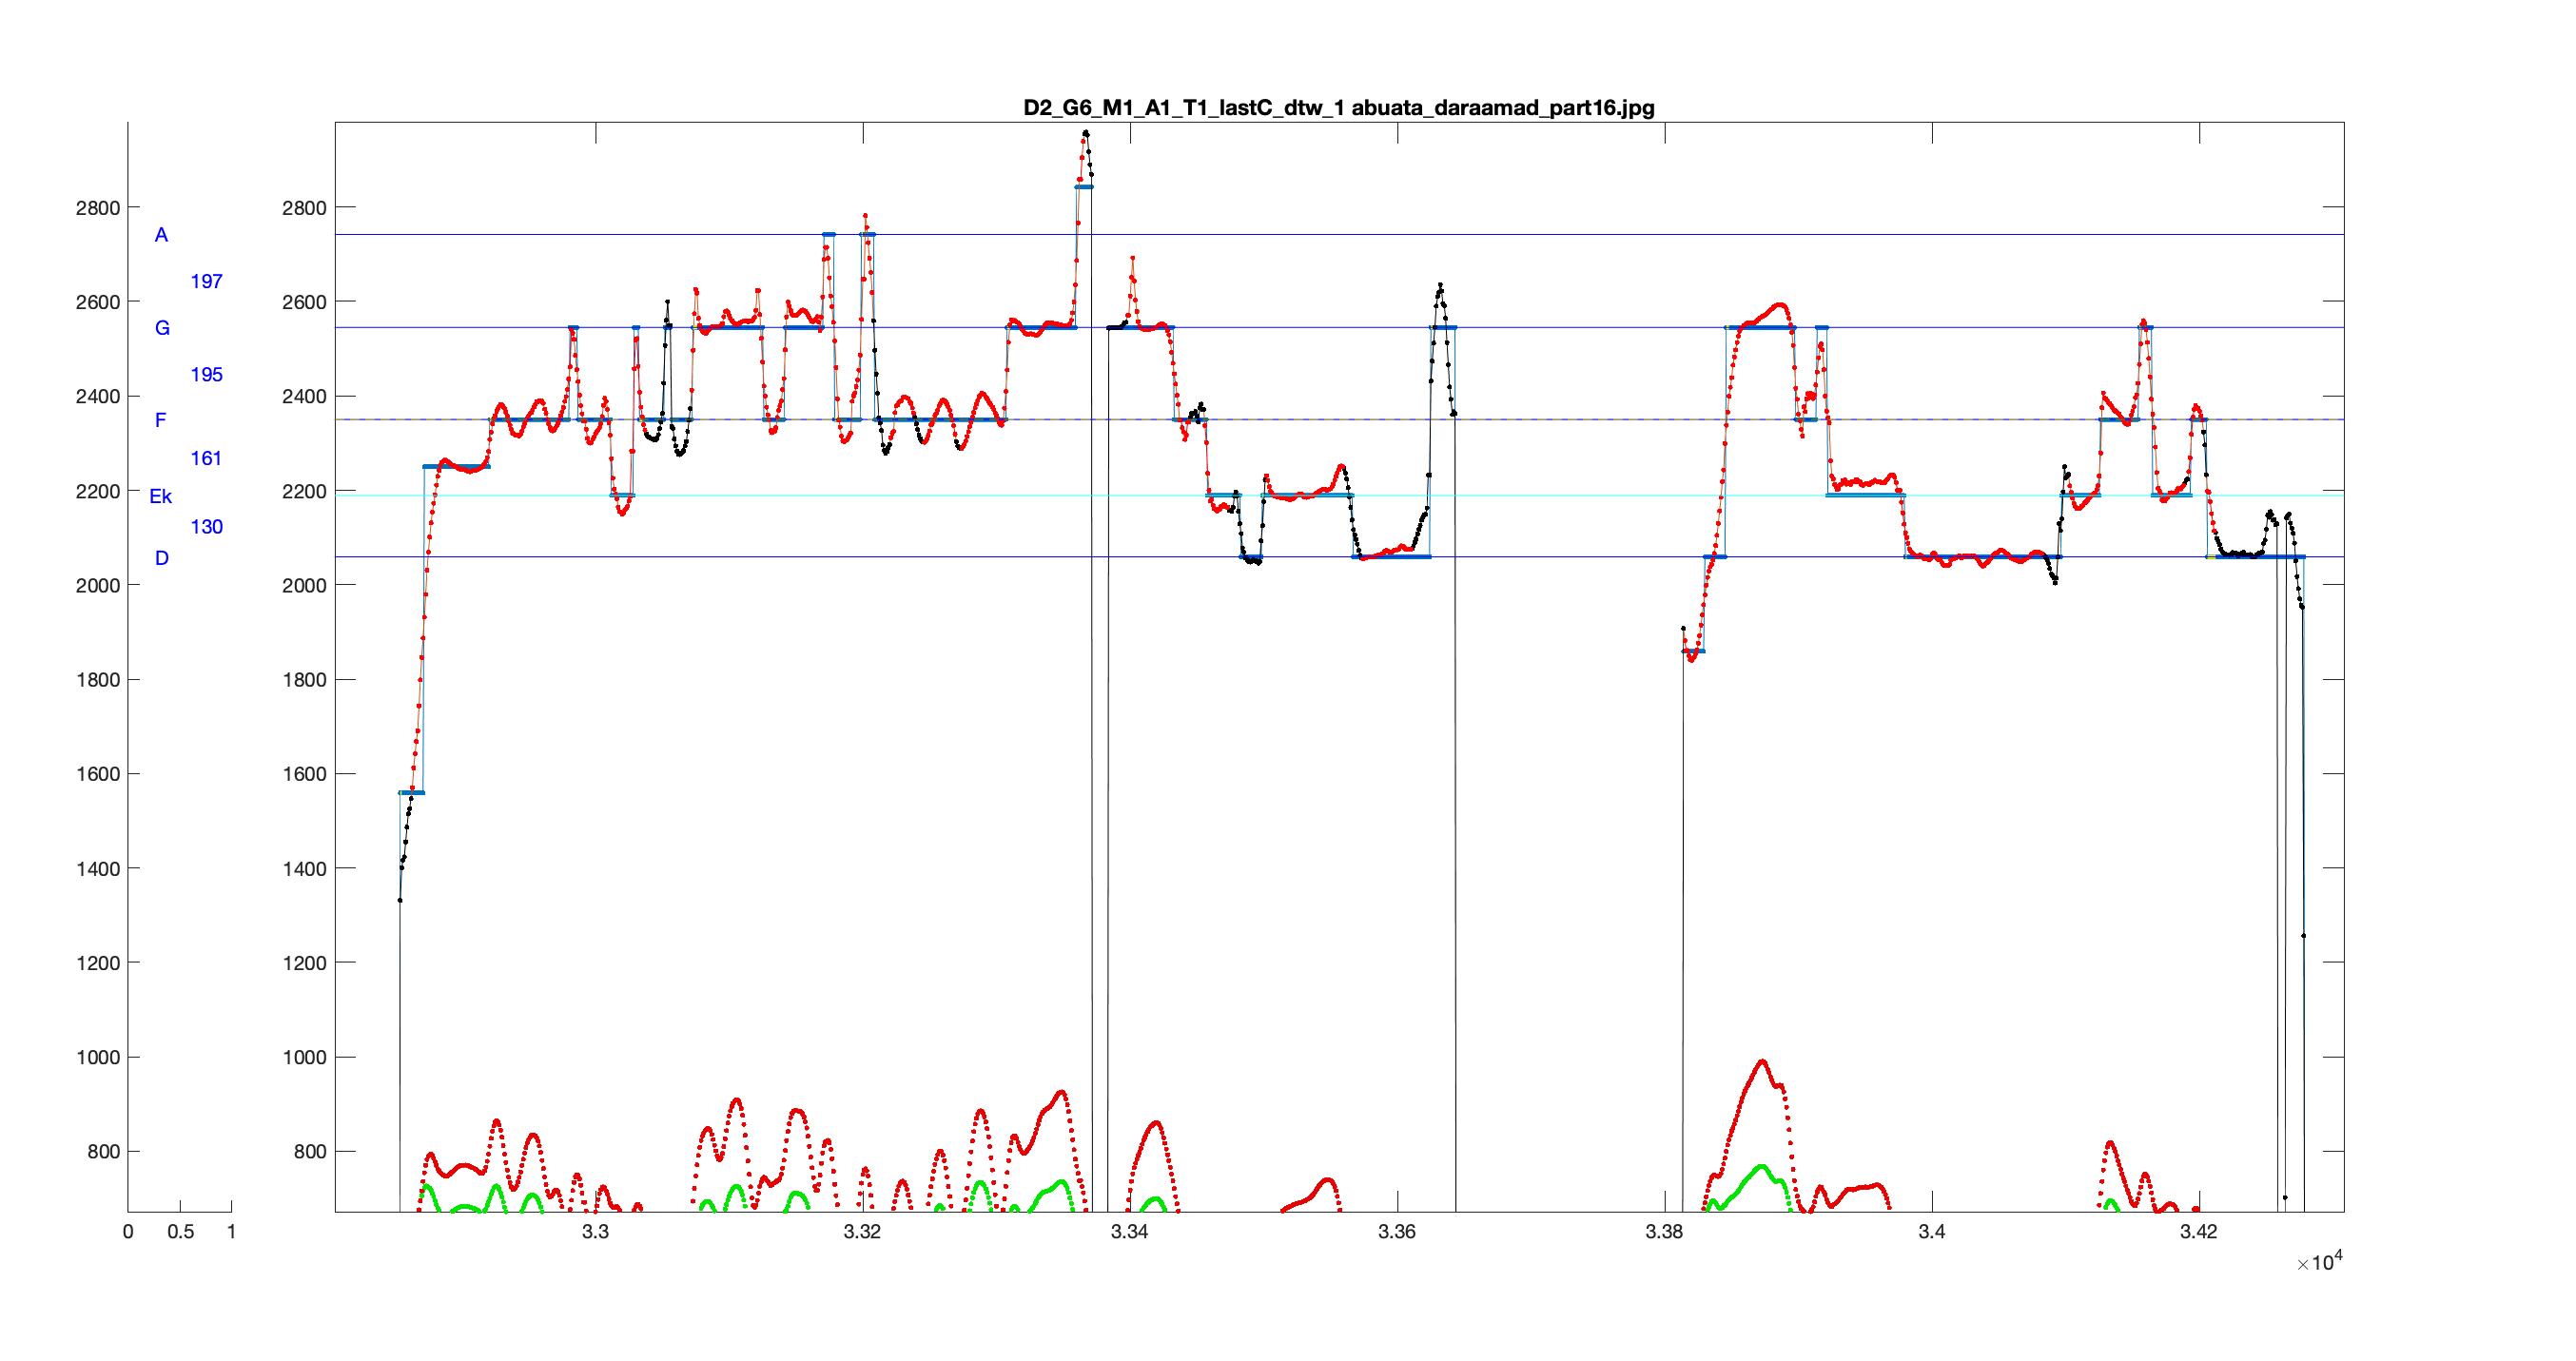 D2_G6_M1_A1_T1_lastC_dtw_1 abuata_daraamad_part16.jpg
2800 2800
A
197
2600 2600
G
195
2400 2400
F
161
2200 Ek 2200
130
D
2000 2000
1800 1800
1600 1600
1400 1400
1200 1200
1000 1000
800 800
0 0.5 1 3.3 3.32 3.34 3.36 3.38 3.4 3.42
×10^4